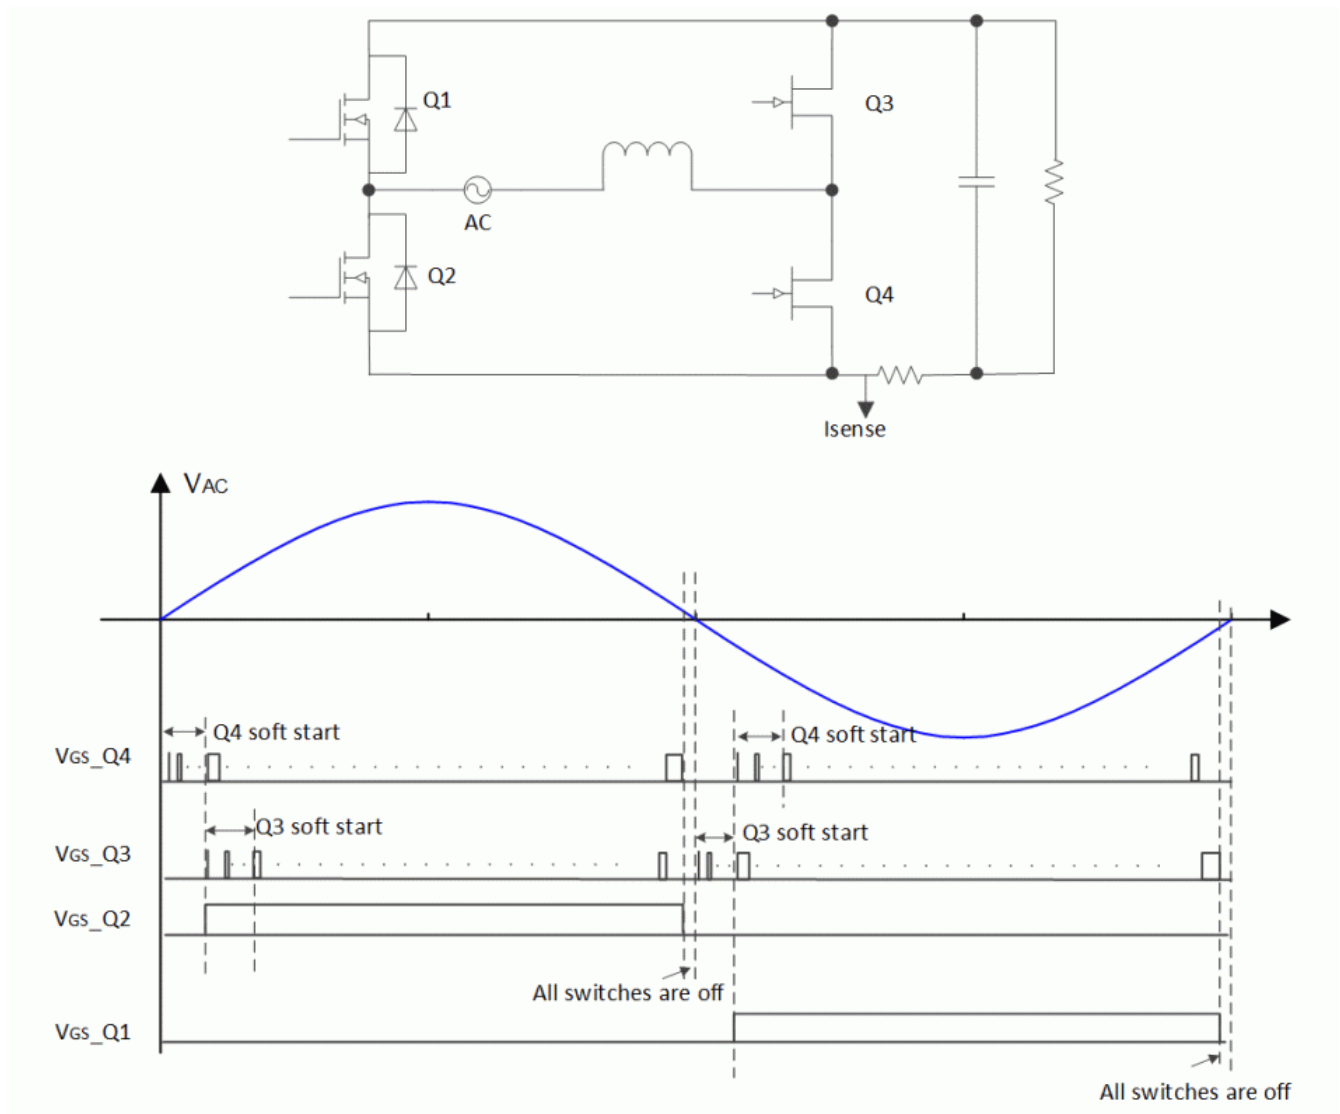 Q1
Q3
AC
Q2
Q4
Isense
VAC
Q4 soft start
Q4 soft start
VGS_Q4
Q3 soft start
Q3 soft start
VGS_Q3
VGS_Q2
All switches are off
VGS_Q1
All switches are off